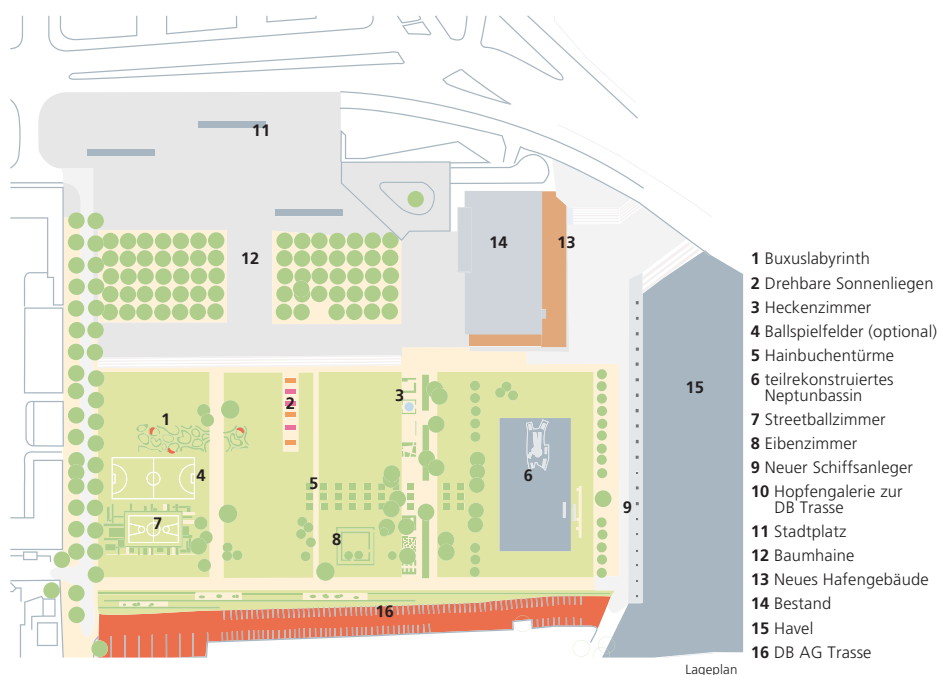 11
12
14
13
15
1
2
3
4
5
6
7
8
9
16
1 Buxuslabyrinth
2 Drehbare Sonnenliegen
3 Heckenzimmer
4 Ballspielfelder (optional)
5 Hainbuchentürme
6 teilrekonstruiertes
Neptunbassin
7 Streetballzimmer
8 Eibenzimmer
9 Neuer Schiffsanleger
10 Hopfengalerie zur
DB Trasse
11 Stadtplatz
12 Baumhaine
13 Neues Hafengebäude
14 Bestand
15 Havel
16 DB AG Trasse
Lageplan